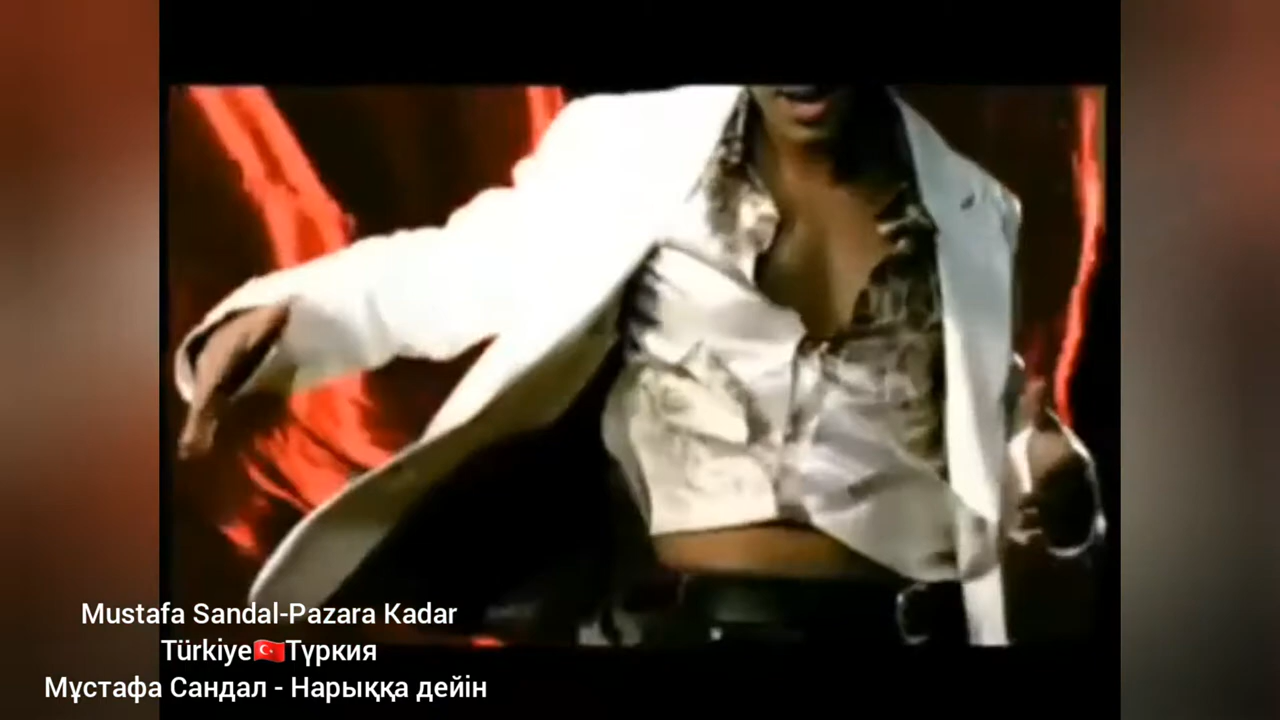 Mustafa Sandal-Pazara Kadar
Türkiye🇹🇷Түркия
Мұстафа Сандал - Нарыққа дейін